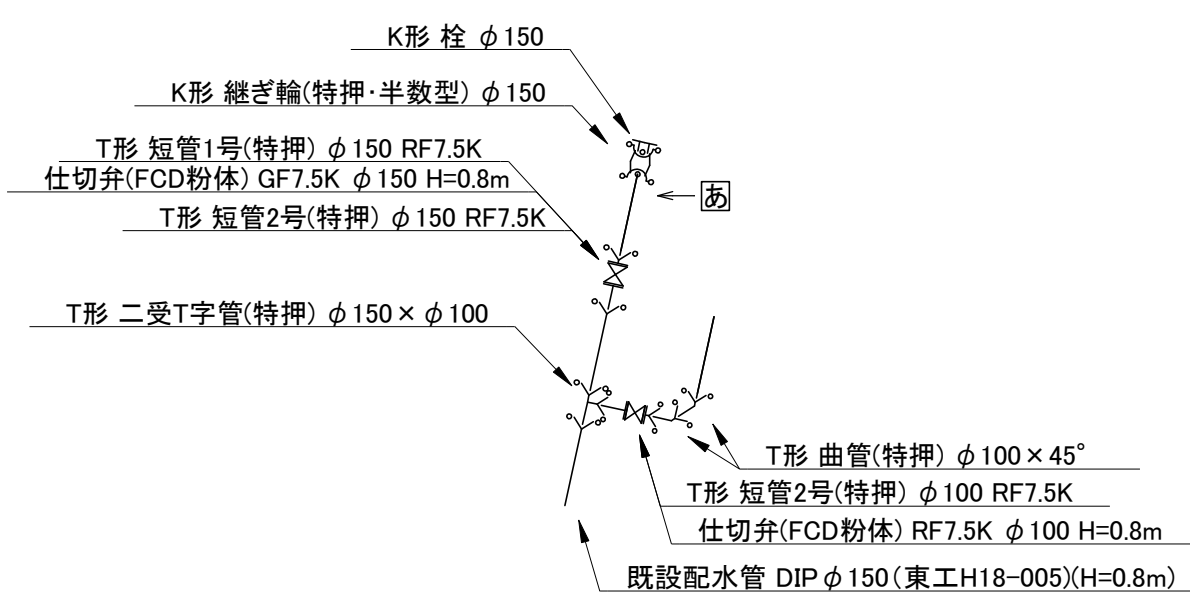 K形 栓 φ150
K形 継ぎ輪(特押･半数型) φ150
T形 短管1号(特押) φ150 RF7.5K
仕切弁(FCD粉体) GF7.5K φ150 H=0.8m
あ
T形 短管2号(特押) φ150 RF7.5K
T形 二受T字管(特押) φ150×φ100
T形 曲管(特押) φ100×45°
T形 短管2号(特押) φ100 RF7.5K
仕切弁(FCD粉体) RF7.5K φ100 H=0.8m
既設配水管 DIPφ150(東工H18-005)(H=0.8m)